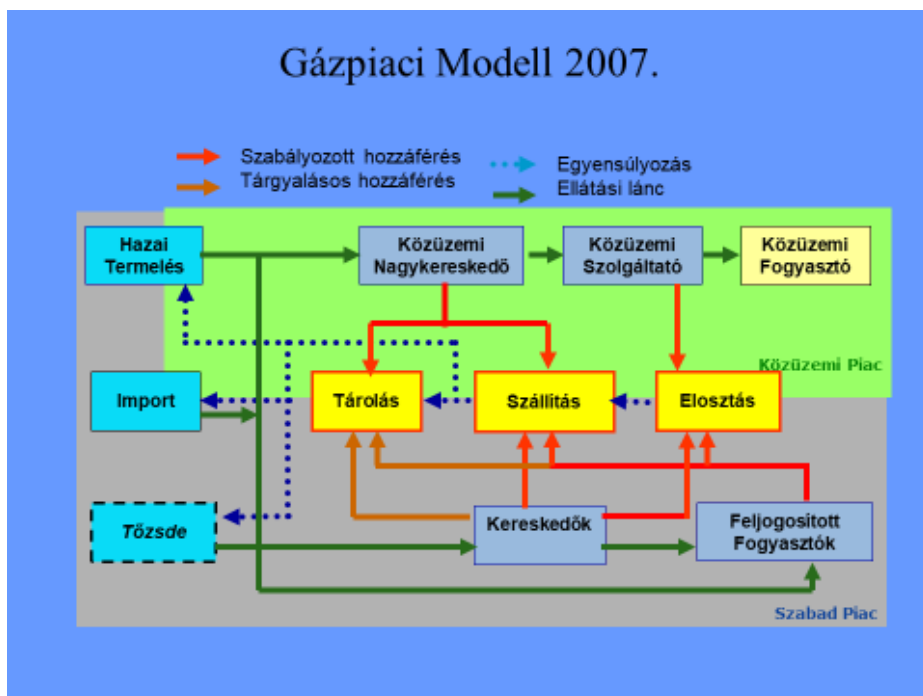 Gázpiaci Modell 2007.
Szabályozott hozzáférés
Tárgyalásos hozzáférés
Egyensúlyozás
Ellátási lánc
Hazai
Termelés
Közüzemi
Nagykereskedő
Közüzemi
Szolgáltató
Közüzemi
Fogyasztó
Közüzemi Piac
Import
Tárolás
Szállítás
Elosztás
Tőzsde
Kereskedők
Feljogosított
Fogyasztók
Szabad Piac